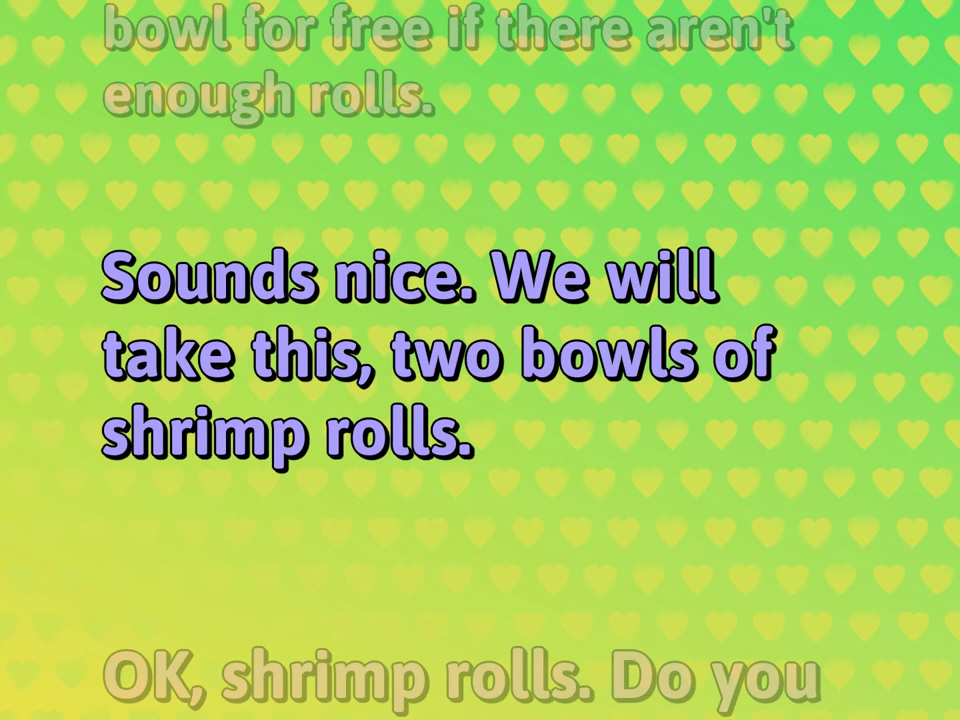 bowl for free if there aren't
enough rolls.
Sounds nice. We will
take this, two bowls of
shrimp rolls.
OK, shrimp rolls. Do you